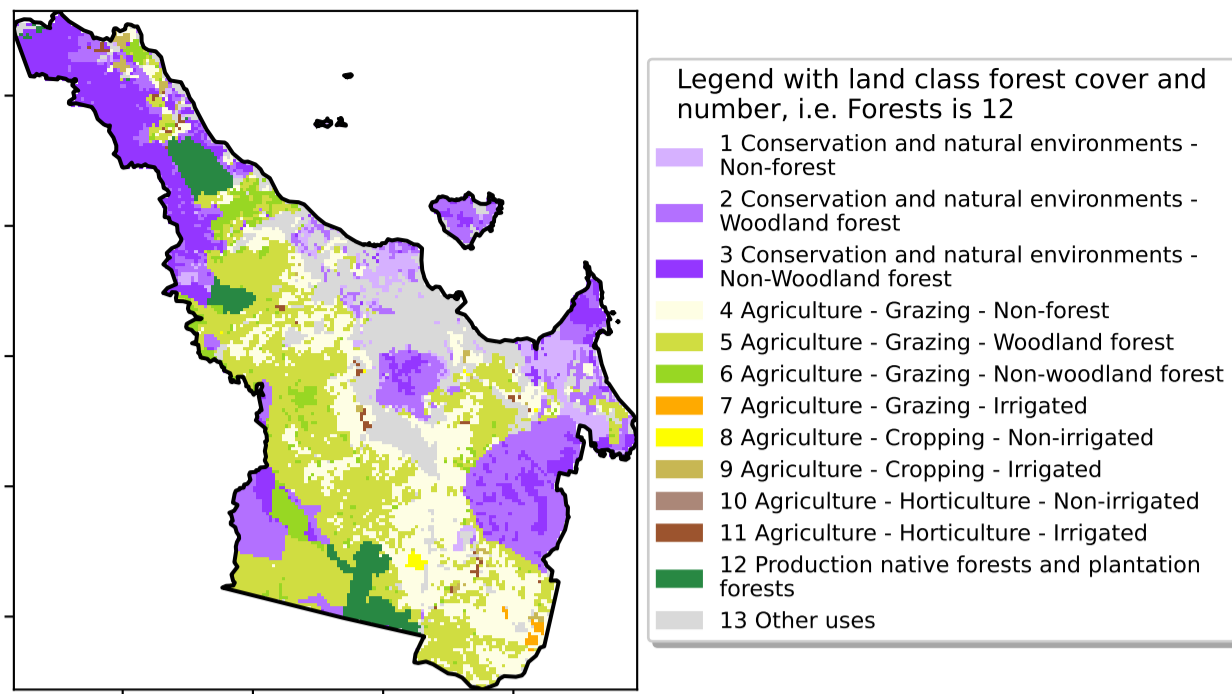 Legend with land class forest cover and
number, i.e. Forests is 12
1 Conservation and natural environments -
Non-forest
2 Conservation and natural environments -
Woodland forest
3 Conservation and natural environments -
Non-Woodland forest
4 Agriculture - Grazing - Non-forest
5 Agriculture - Grazing - Woodland forest
6 Agriculture - Grazing - Non-woodland forest
7 Agriculture - Grazing - Irrigated
8 Agriculture - Cropping - Non-irrigated
9 Agriculture - Cropping - Irrigated
10 Agriculture - Horticulture - Non-irrigated
11 Agriculture - Horticulture - Irrigated
12 Production native forests and plantation
forests
13 Other uses